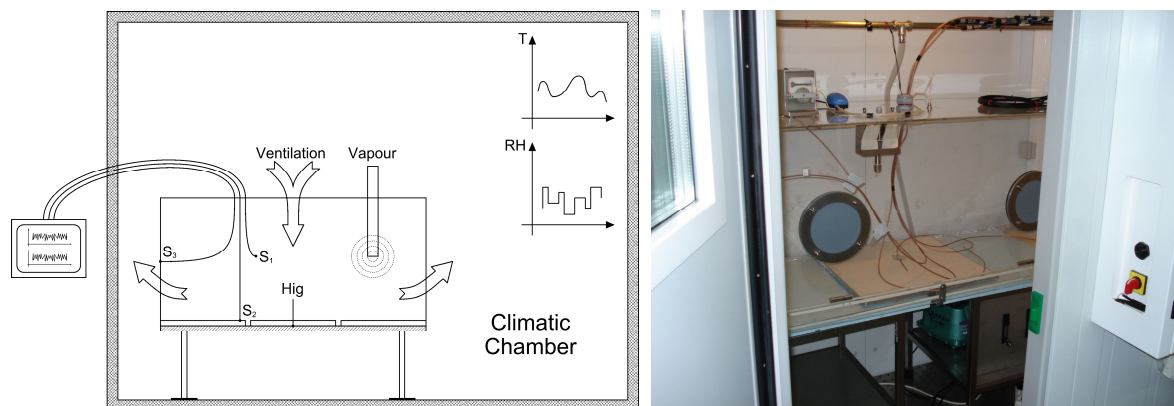 T
RH
Ventilation
Vapour
S3
S1
Hig
S2
Climatic
Chamber